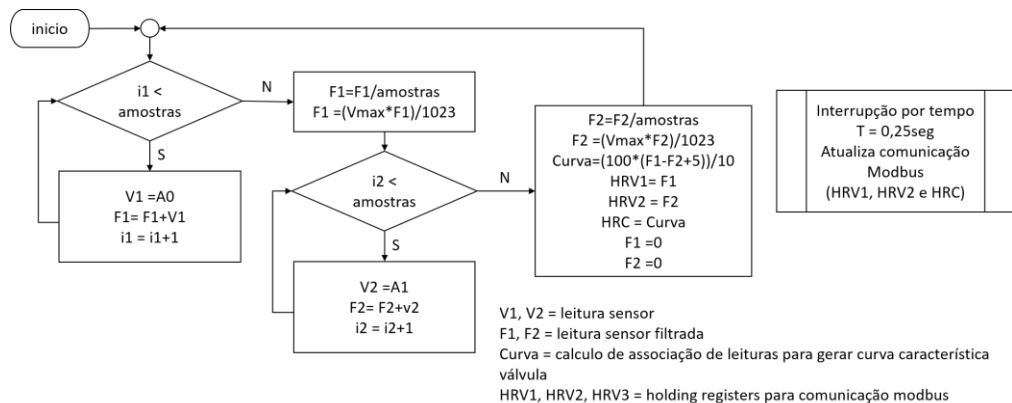 inicio
i1 <
amostras
N
S
V1 =A0
F1= F1+V1
i1 = i1+1
F1=F1/amostras
F1 =(Vmax*F1)/1023
i2 <
amostras
N
S
V2 =A1
F2= F2+v2
i2 = i2+1
F2=F2/amostras
F2 =(Vmax*F2)/1023
Curva=(100*(F1-F2+5))/10
HRV1= F1
HRV2 = F2
HRC = Curva
F1 =0
F2 =0
Interrupção por tempo
T = 0,25seg
Atualiza comunicação
Modbus
(HRV1, HRV2 e HRC)
V1, V2 = leitura sensor
F1, F2 = leitura sensor filtrada
Curva = calculo de associação de leituras para gerar curva característica
válvula
HRV1, HRV2, HRV3 = holding registers para comunicação modbus